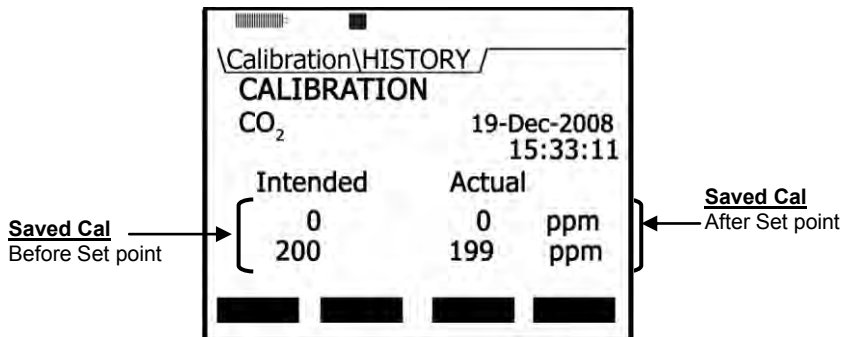 \Calibration\HISTORY /
CALIBRATION
CO₂ 19-Dec-2008
15:33:11
Intended Actual
0 0 ppm
200 199 ppm
Saved Cal
Before Set point
Saved Cal
After Set point